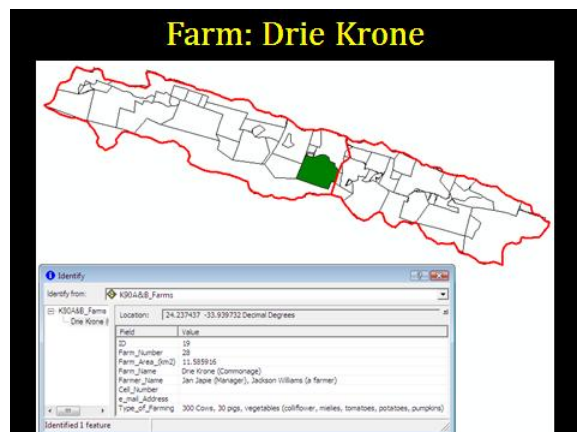 Farm: Drie Krone
Identify
Identify from: K90A&B_Farms
K90A&B_Farms
Drie Krone (
Location: 24.237437 -33.939732 Decimal Degrees
Field Value
ID 19
Farm_Number 28
Farm_Area_(km2) 11.585916
Farm_Name Drie Krone (Commonage)
Farmer_Name Jan Japie (Manager), Jackson Williams (a farmer)
Cell_Number
e_mail_Address
Type_of_Farming 300 Cows, 30 pigs, vegetables (colliflower, mielies, tomatoes, potatoes, pumpkins)
Identified 1 feature